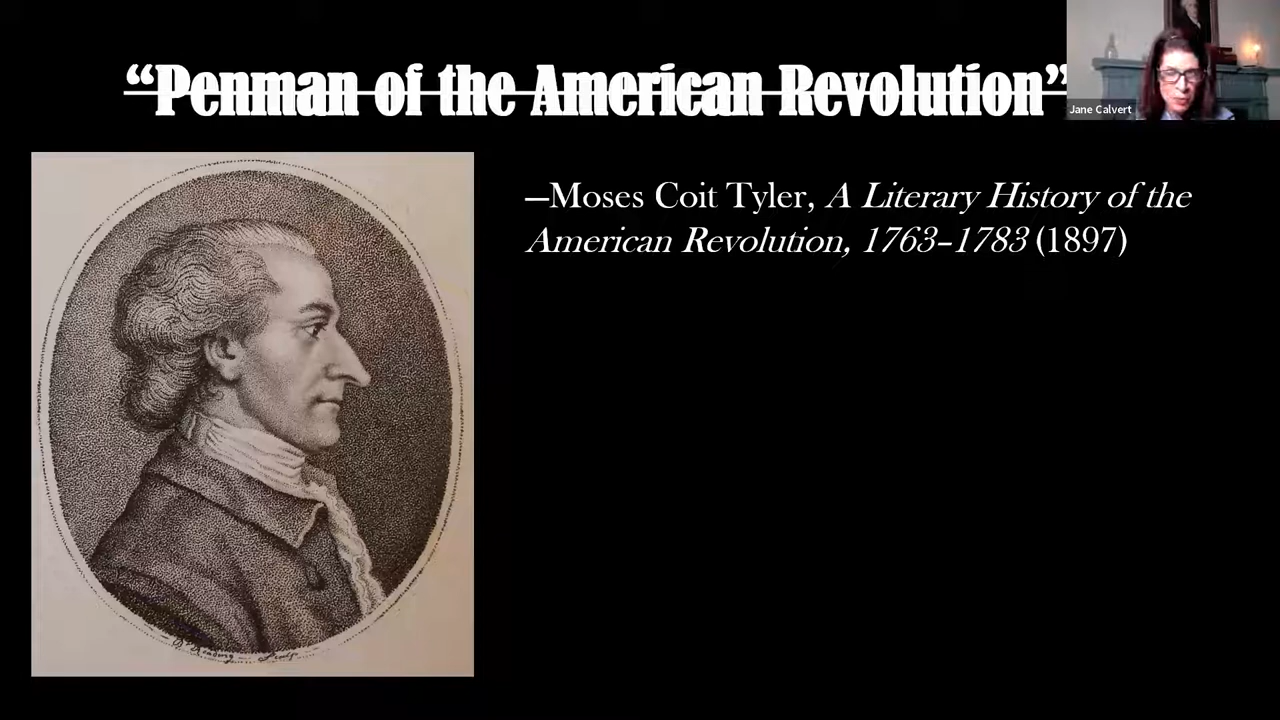 “Penman of the American Revolution”
Jane Calvert
—Moses Coit Tyler, A Literary History of the
American Revolution, 1763–1783 (1897)